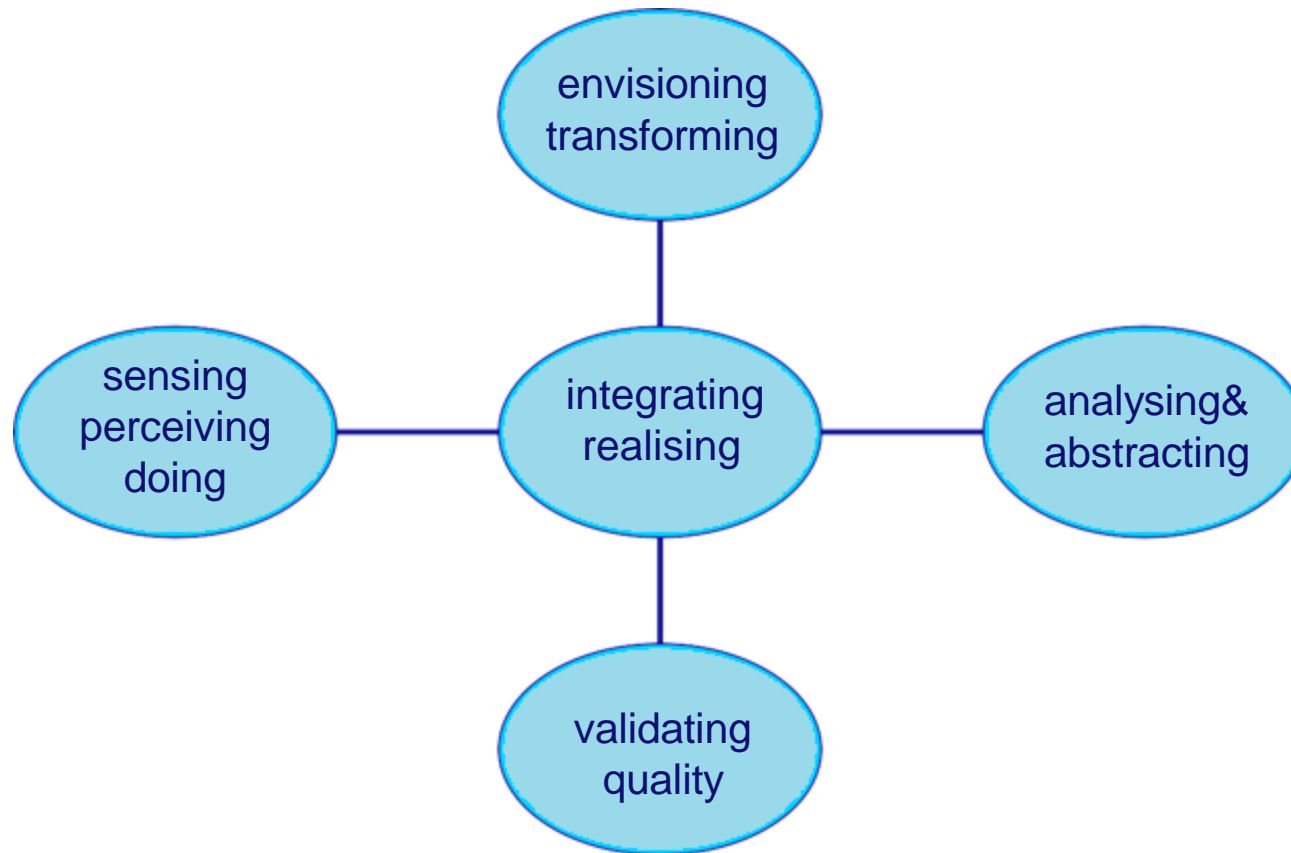 envisioning
transforming
sensing
perceiving
doing
integrating
realising
analysing&
abstracting
validating
quality